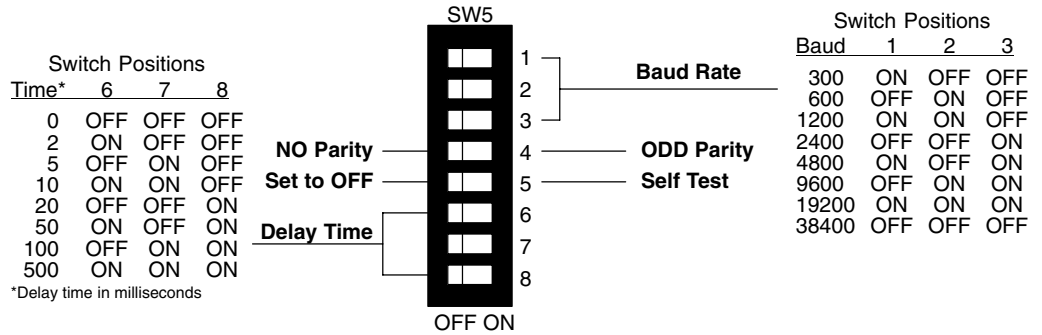 SW5
Switch Positions
Time* 6 7 8
0 OFF OFF OFF
2 ON OFF OFF
5 OFF ON OFF
10 ON ON OFF
20 OFF OFF ON
50 ON OFF ON
100 OFF ON ON
500 ON ON ON
*Delay time in milliseconds
NO Parity
Set to OFF
Delay Time
1
2
3
4
5
6
7
8
OFF ON
Baud Rate
ODD Parity
Self Test
Switch Positions
Baud 1 2 3
300 ON OFF OFF
600 OFF ON OFF
1200 ON ON OFF
2400 OFF OFF ON
4800 ON OFF ON
9600 OFF ON ON
19200 ON ON ON
38400 OFF OFF OFF